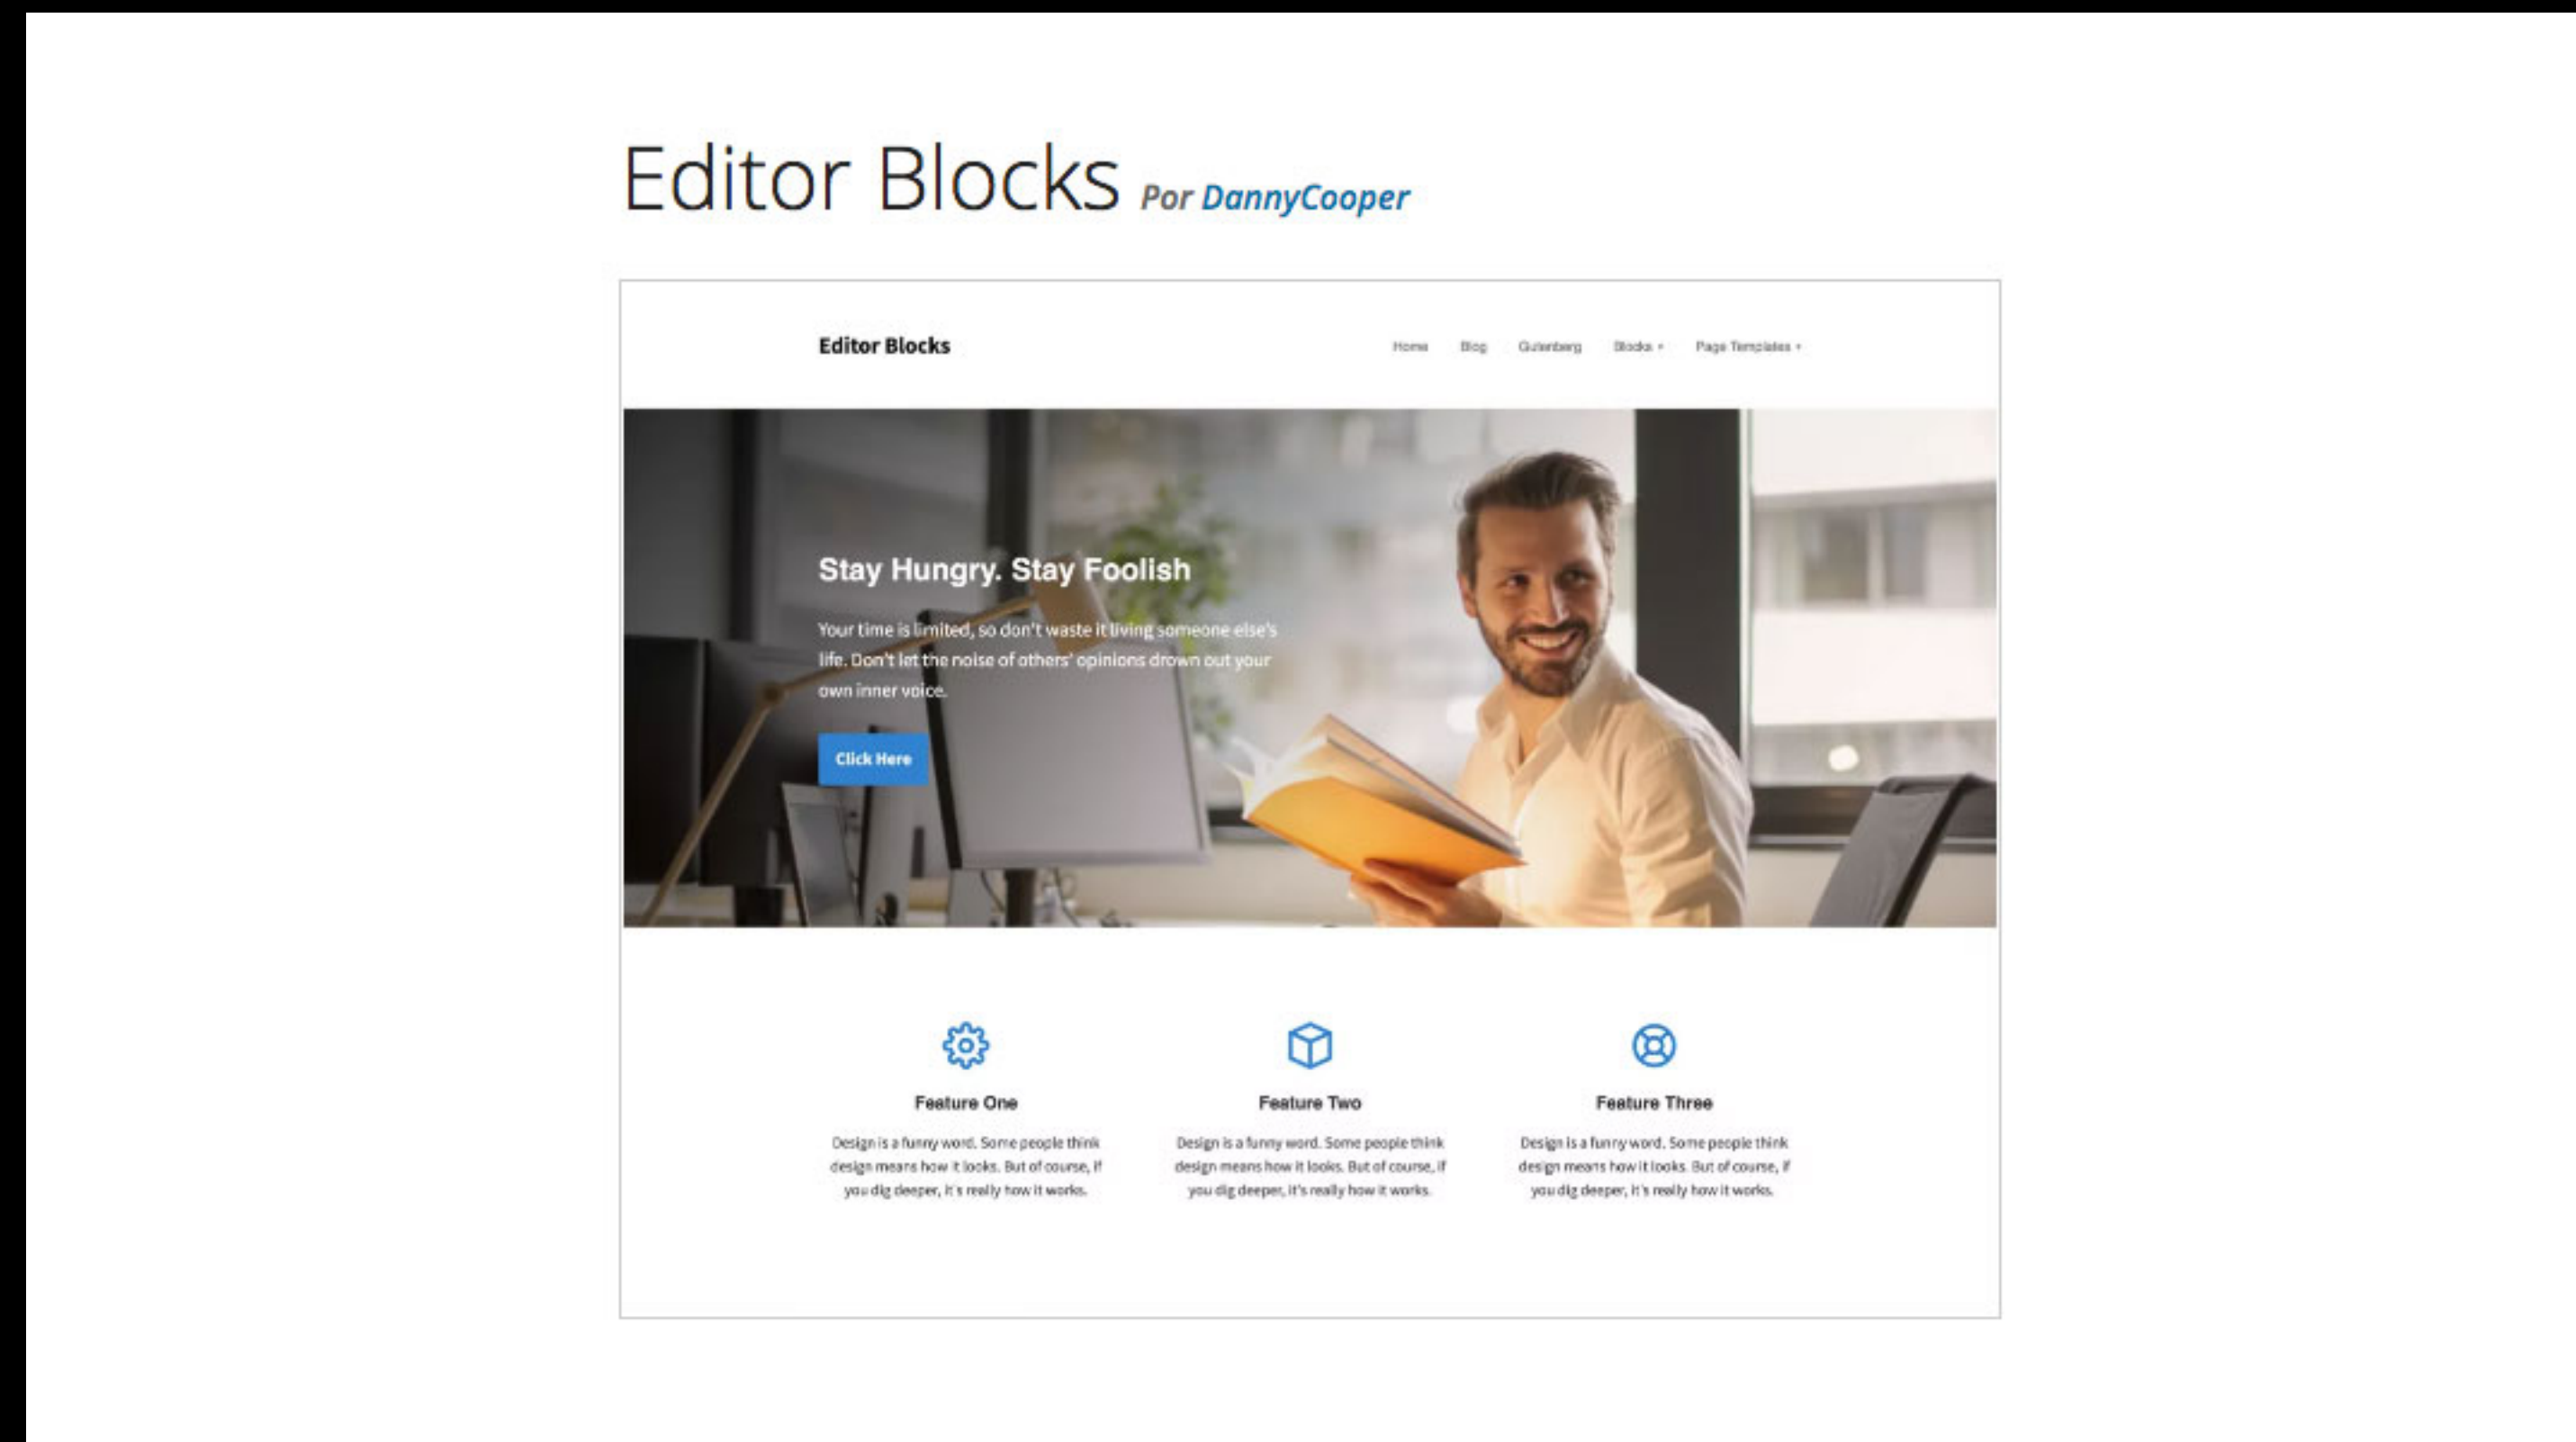 Editor Blocks Por DannyCooper
Editor Blocks
Home Blog Gutenberg Blocks + Page Templates +
Stay Hungry. Stay Foolish
Your time is limited, so don't waste it living someone else's
life. Don't let the noise of others' opinions drown out your
own inner voice.
Click Here
Feature One
Design is a funny word. Some people think
design means how it looks. But of course, if
you dig deeper, it's really how it works.
Feature Two
Design is a funny word. Some people think
design means how it looks. But of course, if
you dig deeper, it's really how it works.
Feature Three
Design is a funny word. Some people think
design means how it looks. But of course, if
you dig deeper, it's really how it works.